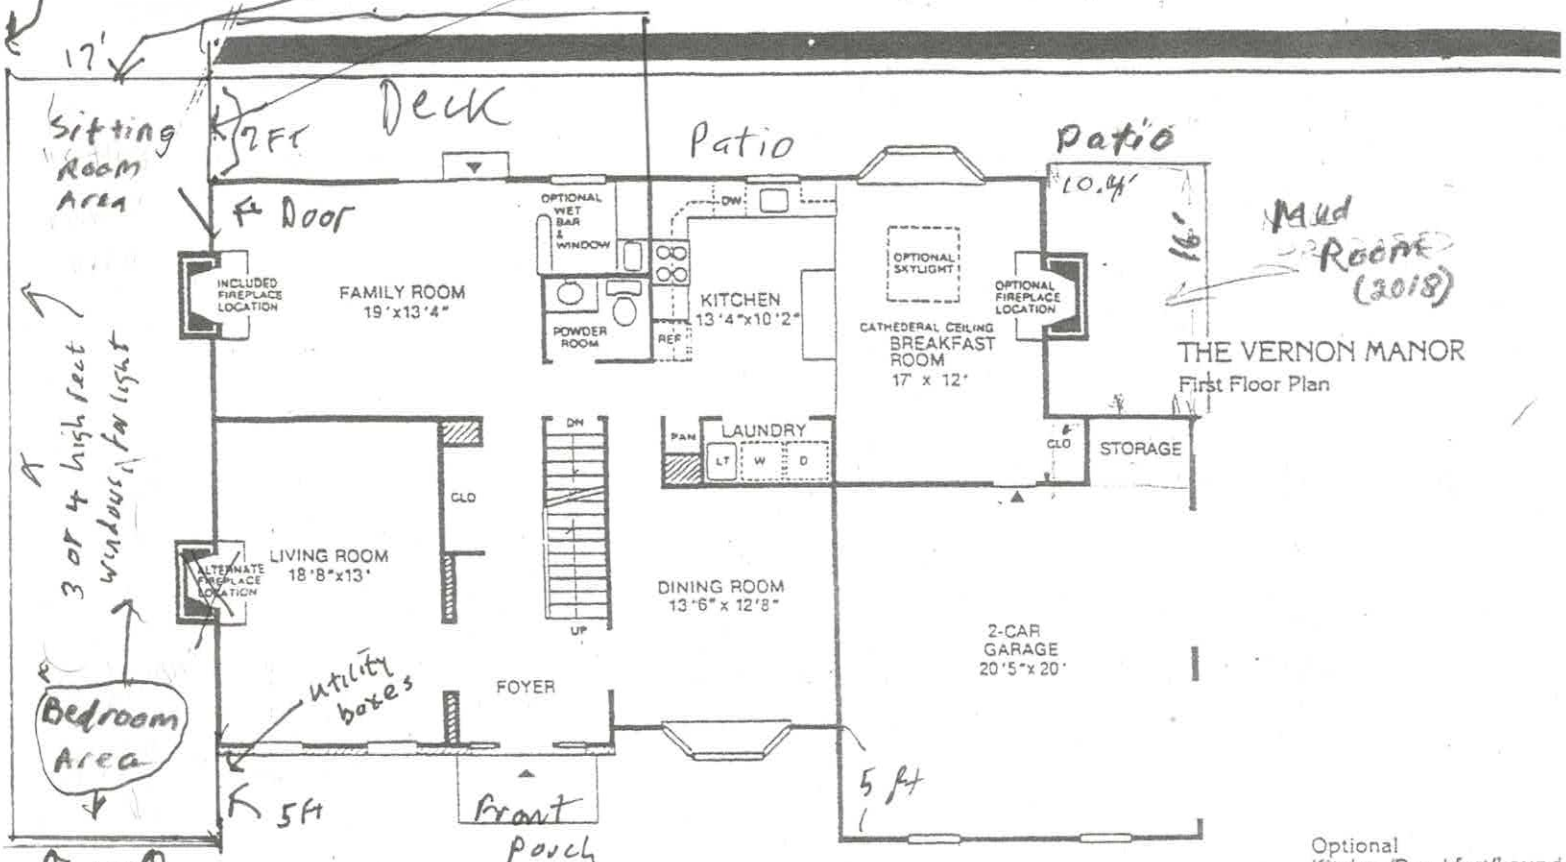 17'
Deck
Sitting
Room
Area
7 FT
Patio
Patio
10.4'
16'
Mud
Room
(2018)
Door
OPTIONAL
WET
BAR
&
WINDOW
DW
OPTIONAL
SKYLIGHT
INCLUDED
FIREPLACE
LOCATION
FAMILY ROOM
19'x13'4"
POWDER
ROOM
KITCHEN
13'4"x10'2"
REF
OPTIONAL
FIREPLACE
LOCATION
CATHEDERAL CEILING
BREAKFAST
ROOM
17' x 12'
THE VERNON MANOR
First Floor Plan
3 or 4 high rect
windows for light
DN
PAN
LAUNDRY
LT
W
D
CLO
STORAGE
CLO
ALTERNATE
FIREPLACE
LOCATION
LIVING ROOM
18'8"x13'
DINING ROOM
13'6" x 12'8"
UP
2-CAR
GARAGE
20'5"x 20'
utility
boxes
FOYER
Bedroom
Area
5 ft
5 ft
Front
Porch
Optional